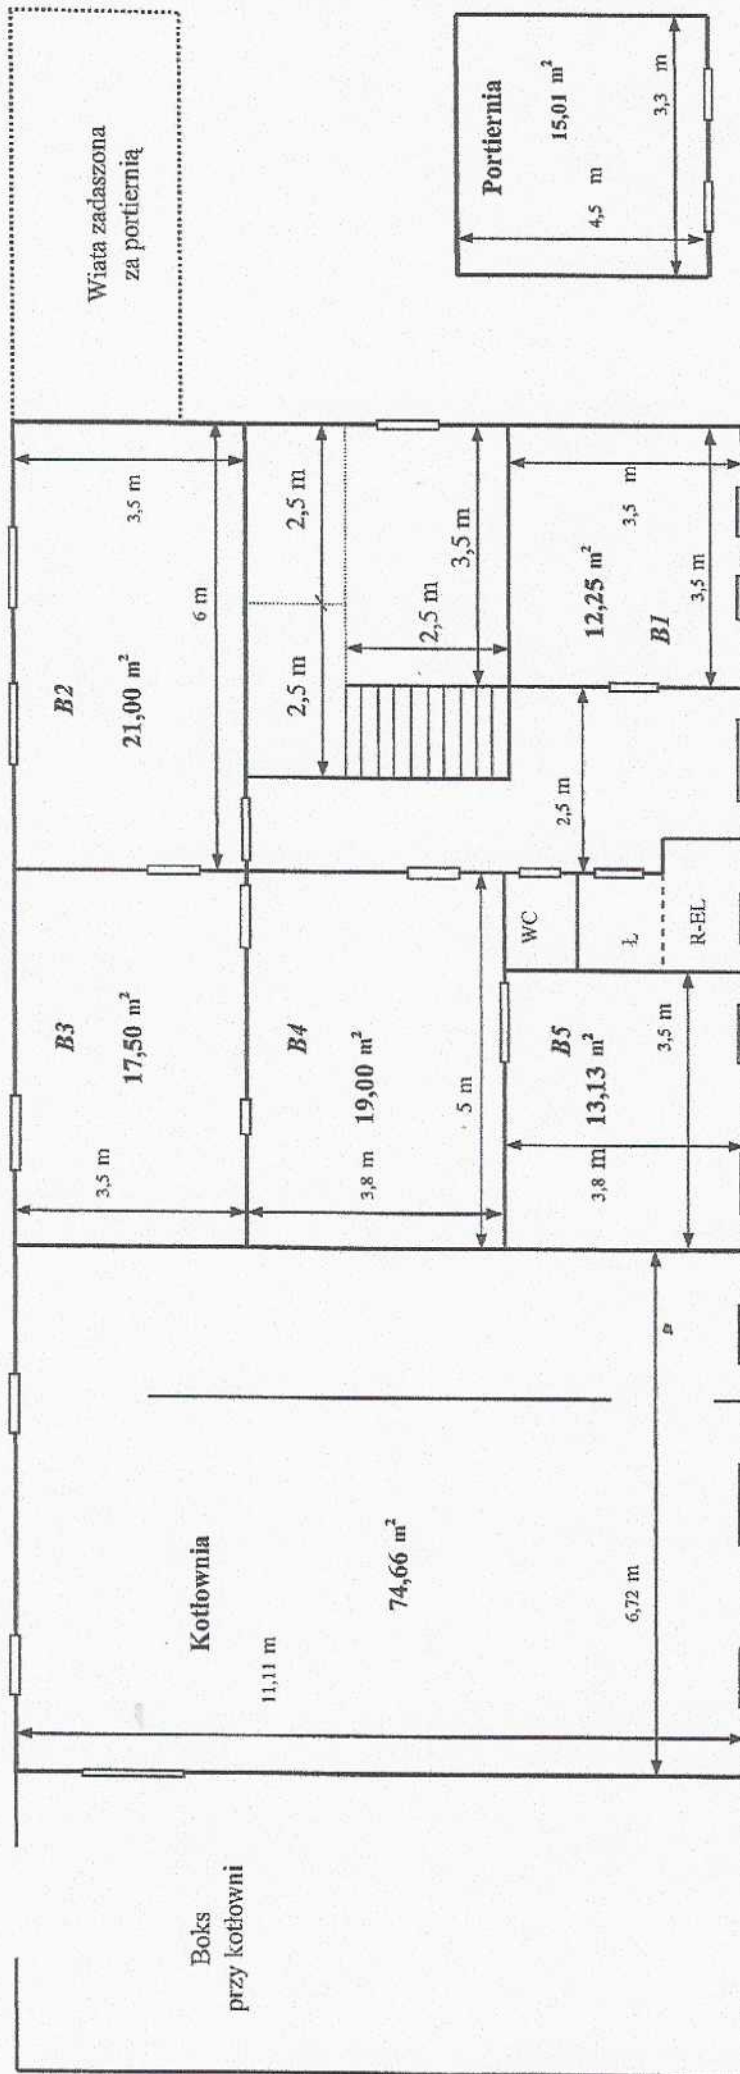 Boks
przy kotłowni
Kotłownia
11,11 m
74,66 m²
6,72 m
B3
17,50 m²
3,5 m
B2
21,00 m²
3,5 m
6 m
B4
19,00 m²
3,8 m
5 m
2,5 m
2,5 m
2,5 m
3,5 m
B5
13,13 m²
3,8 m
3,5 m
WC
Ł
R-EL
2,5 m
12,25 m²
B1
3,5 m
3,5 m
Wiata zadaszona
za portiernią
Portiernia
15,01 m²
4,5 m
3,3 m